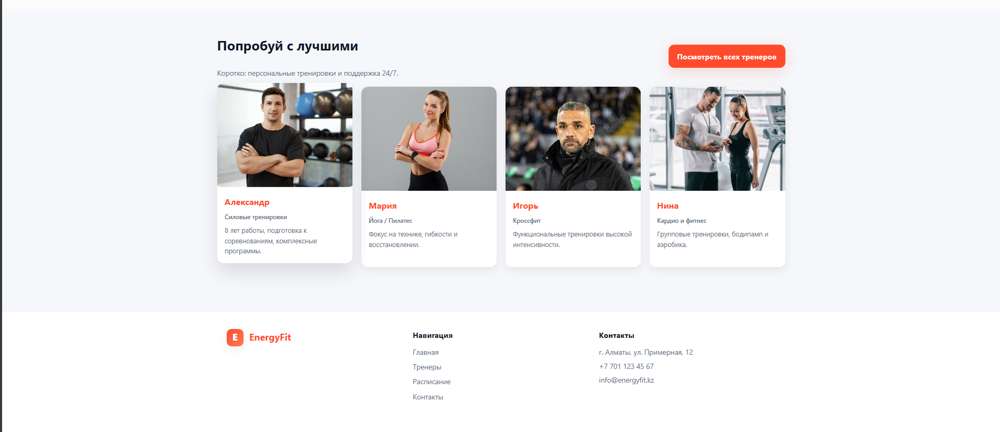 Попробуй с лучшими
Посмотреть всех тренеров
Коротко: персональные тренировки и поддержка 24/7.
Александр
Силовые тренировки
8 лет работы, подготовка к
соревнованиям, комплексные
программы.
Мария
Йога / Пилатес
Фокус на технике, гибкости и
восстановлении.
Игорь
Кроссфит
Функциональные тренировки высокой
интенсивности.
Нина
Кардио и фитнес
Групповые тренировки, бодипамп и
аэробика.
E EnergyFit
Навигация
Главная
Тренеры
Расписание
Контакты
Контакты
г. Алматы, ул. Примерная, 12
+7 701 123 45 67
info@energyfit.kz